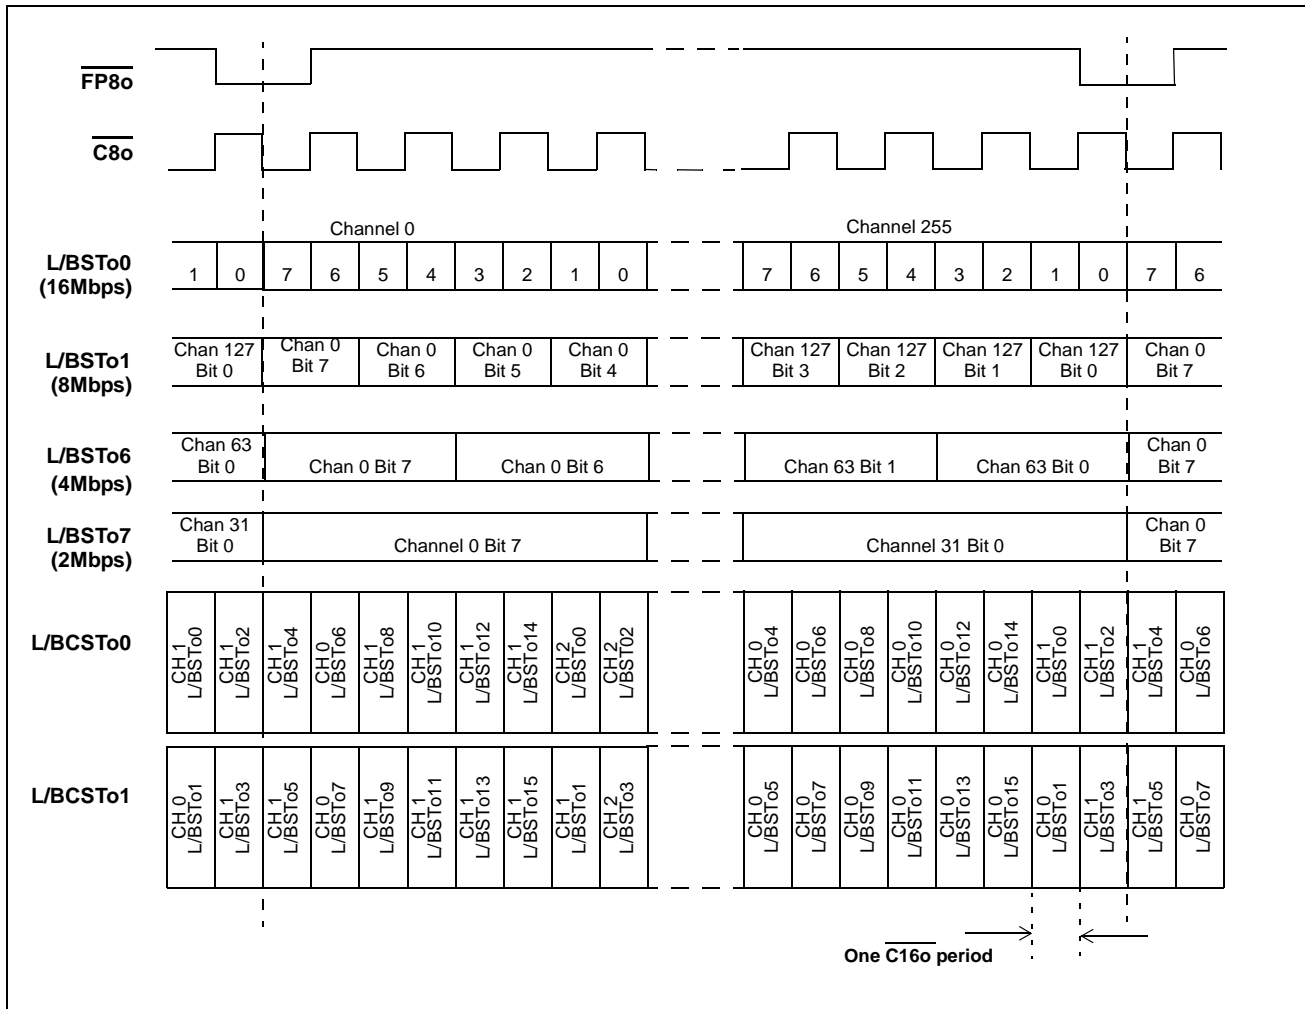 FP8o
C8o
Channel 0
Channel 255
L/BSTo0
(16Mbps)
1 0 7 6 5 4 3 2 1 0 7 6 5 4 3 2 1 0 7 6
L/BSTo1
(8Mbps)
Chan 127 Bit 0
Chan 0 Bit 7
Chan 0 Bit 6
Chan 0 Bit 5
Chan 0 Bit 4
Chan 127 Bit 3
Chan 127 Bit 2
Chan 127 Bit 1
Chan 127 Bit 0
Chan 0 Bit 7
L/BSTo6
(4Mbps)
Chan 63 Bit 0
Chan 0 Bit 7
Chan 0 Bit 6
Chan 63 Bit 1
Chan 63 Bit 0
Chan 0 Bit 7
L/BSTo7
(2Mbps)
Chan 31 Bit 0
Channel 0 Bit 7
Channel 31 Bit 0
Chan 0 Bit 7
L/BCSTo0
CH 1 L/BSTo0
CH 1 L/BSTo2
CH 1 L/BSTo4
CH 0 L/BSTo6
CH 1 L/BSTo8
CH 1 L/BSTo10
CH 1 L/BSTo12
CH 1 L/BSTo14
CH 2 L/BSTo0
CH 2 L/BSTo02
CH 0 L/BSTo4
CH 0 L/BSTo6
CH 0 L/BSTo8
CH 0 L/BSTo10
CH 0 L/BSTo12
CH 0 L/BSTo14
CH 1 L/BSTo0
CH 1 L/BSTo2
CH 1 L/BSTo4
CH 0 L/BSTo6
L/BCSTo1
CH 0 L/BSTo1
CH 1 L/BSTo3
CH 1 L/BSTo5
CH 0 L/BSTo7
CH 1 L/BSTo9
CH 1 L/BSTo11
CH 1 L/BSTo13
CH 1 L/BSTo15
CH 1 L/BSTo1
CH 2 L/BSTo3
CH 0 L/BSTo5
CH 0 L/BSTo7
CH 0 L/BSTo9
CH 0 L/BSTo11
CH 0 L/BSTo13
CH 0 L/BSTo15
CH 0 L/BSTo1
CH 1 L/BSTo3
CH 1 L/BSTo5
CH 0 L/BSTo7
One C16o period